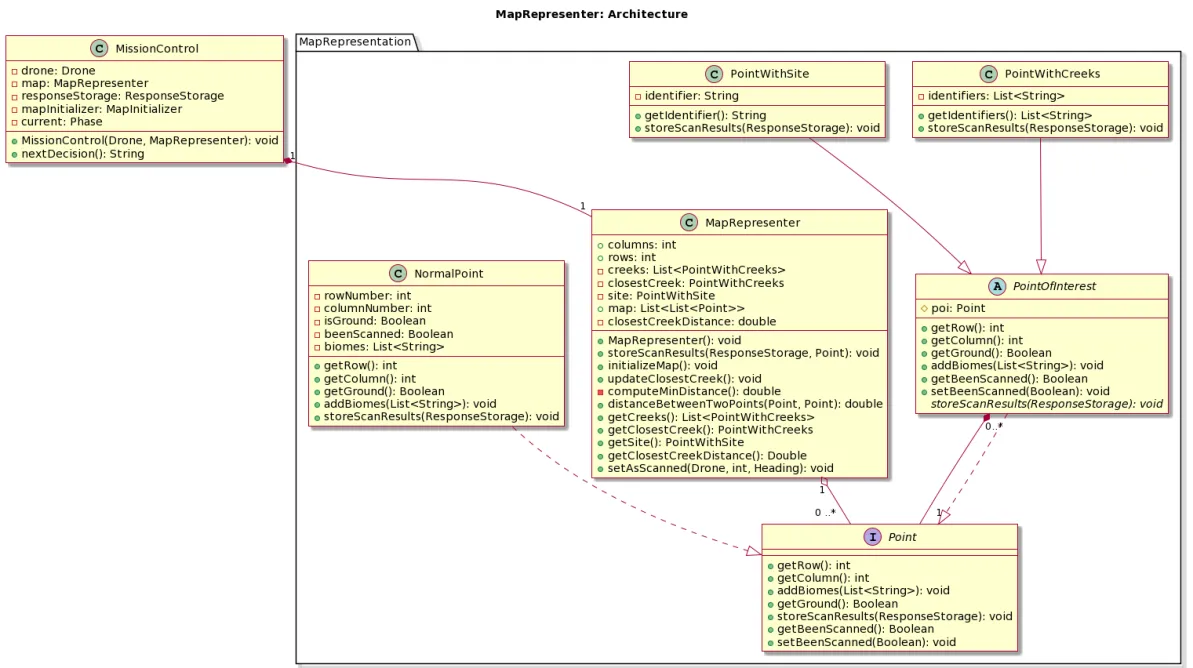 MapRepresenter: Architecture
MapRepresentation
C MissionControl
drone: Drone
map: MapRepresenter
responseStorage: ResponseStorage
mapInitializer: MapInitializer
current: Phase
MissionControl(Drone, MapRepresenter): void
nextDecision(): String
C PointWithSite
identifier: String
getIdentifier(): String
storeScanResults(ResponseStorage): void
C PointWithCreeks
identifiers: List<String>
getIdentifiers(): List<String>
storeScanResults(ResponseStorage): void
1
1
C MapRepresenter
columns: int
rows: int
creeks: List<PointWithCreeks>
closestCreek: PointWithCreeks
site: PointWithSite
map: List<List<Point>>
closestCreekDistance: double
MapRepresenter(): void
storeScanResults(ResponseStorage, Point): void
initializeMap(): void
updateClosestCreek(): void
computeMinDistance(): double
distanceBetweenTwoPoints(Point, Point): double
getCreeks(): List<PointWithCreeks>
getClosestCreek(): PointWithCreeks
getSite(): PointWithSite
getClosestCreekDistance(): Double
setAsScanned(Drone, int, Heading): void
C NormalPoint
rowNumber: int
columnNumber: int
isGround: Boolean
beenScanned: Boolean
biomes: List<String>
getRow(): int
getColumn(): int
getGround(): Boolean
addBiomes(List<String>): void
storeScanResults(ResponseStorage): void
A PointOfInterest
poi: Point
getRow(): int
getColumn(): int
getGround(): Boolean
addBiomes(List<String>): void
getBeenScanned(): Boolean
setBeenScanned(Boolean): void
storeScanResults(ResponseStorage): void
0..*
1
0 ..*
1
I Point
getRow(): int
getColumn(): int
addBiomes(List<String>): void
getGround(): Boolean
storeScanResults(ResponseStorage): void
getBeenScanned(): Boolean
setBeenScanned(Boolean): void